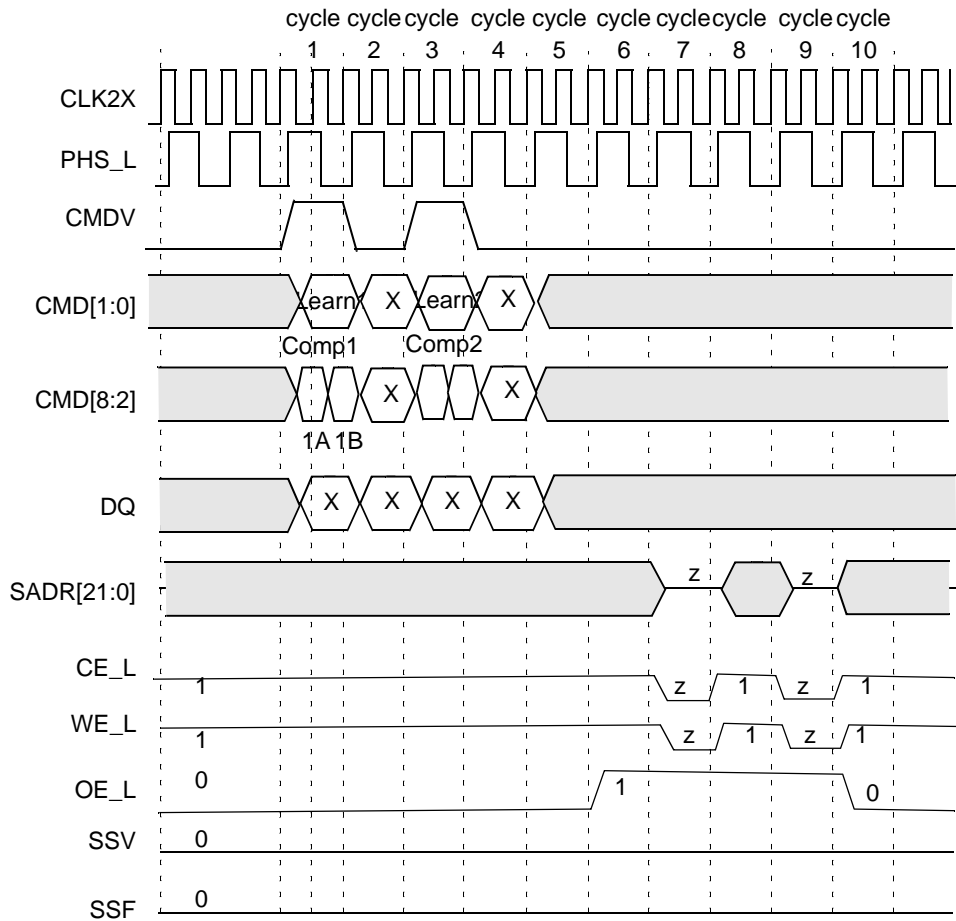 cycle cycle cycle cycle cycle cycle cycle cycle cycle cycle
1 2 3 4 5 6 7 8 9 10
CLK2X
PHS_L
CMDV
CMD[1:0] Learn1 X Learn2 X
Comp1 Comp2
CMD[8:2] X X
1A 1B
DQ X X X X
SADR[21:0] z z
CE_L 1 z 1 z 1
WE_L 1 z 1 z 1
OE_L 0 1 0
SSV 0
SSF 0